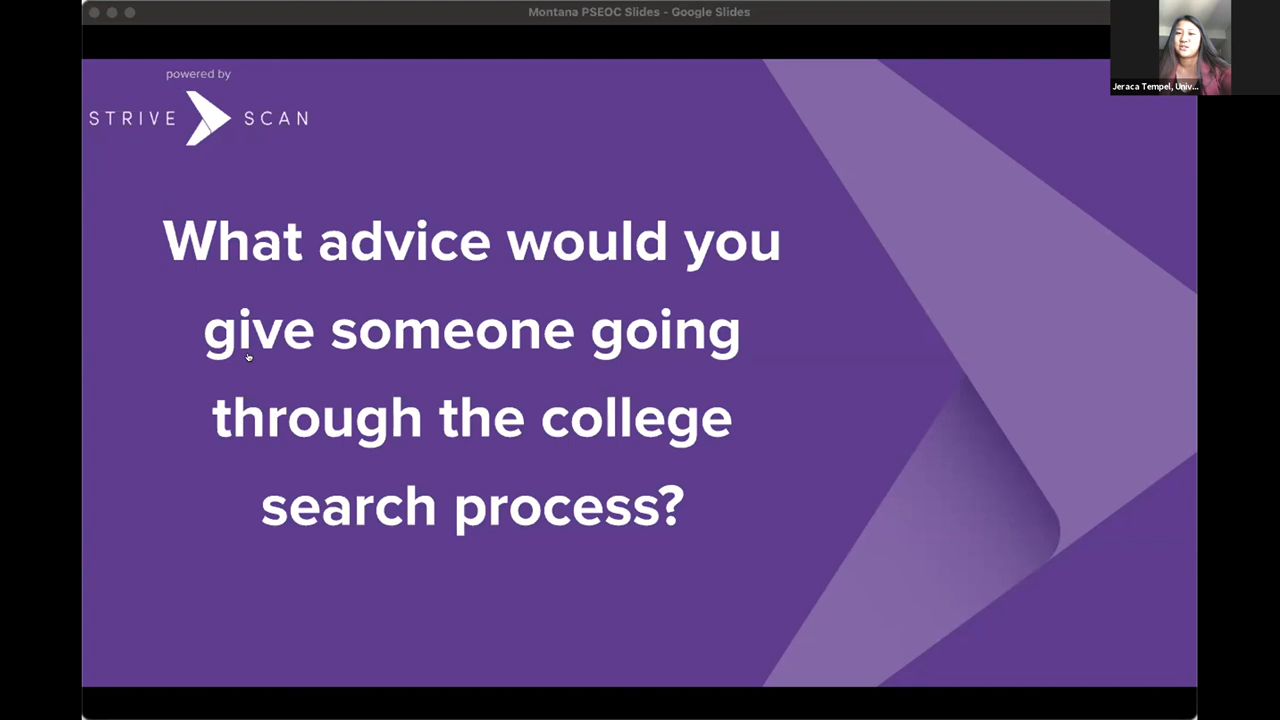 Montana PSEOC Slides - Google Slides
Jeraca Tempel, Univ...
powered by
STRIVE SCAN
What advice would you
give someone going
through the college
search process?